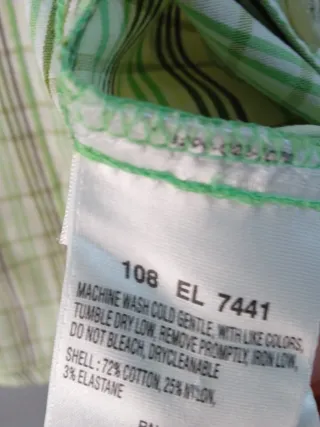 108 EL 7441
MACHINE WASH COLD GENTLE, WITH LIKE COLORS,
TUMBLE DRY LOW, REMOVE PROMPTLY, IRON LOW,
DO NOT BLEACH, DRYCLEANABLE
SHELL: 72% COTTON, 25% NYLON,
3% ELASTANE